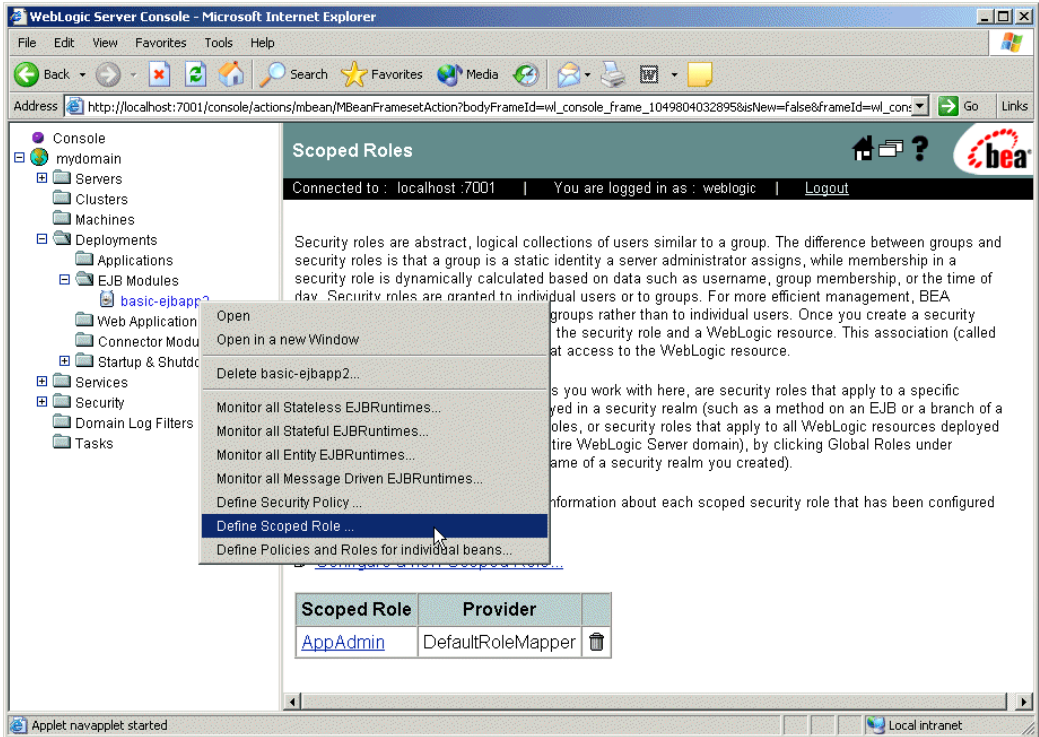 WebLogic Server Console - Microsoft Internet Explorer
File Edit View Favorites Tools Help
Back Search Favorites Media
Address http://localhost:7001/console/actions/mbean/MBeanFramesetAction?bodyFrameId=wl_console_frame_1049804032895&isNew=false&frameId=wl_cons Go Links
Console
mydomain
Servers
Clusters
Machines
Deployments
Applications
EJB Modules
basic-ejbapp2
Web Application
Connector Modu
Startup & Shutdo
Services
Security
Domain Log Filters
Tasks
Scoped Roles
bea
Connected to : localhost :7001 | You are logged in as : weblogic | Logout
Security roles are abstract, logical collections of users similar to a group. The difference between groups and
security roles is that a group is a static identity a server administrator assigns, while membership in a
security role is dynamically calculated based on data such as username, group membership, or the time of
day. Security roles are granted to individual users or to groups. For more efficient management, BEA
groups rather than to individual users. Once you create a security
the security role and a WebLogic resource. This association (called
at access to the WebLogic resource.
s you work with here, are security roles that apply to a specific
yed in a security realm (such as a method on an EJB or a branch of a
oles, or security roles that apply to all WebLogic resources deployed
tire WebLogic Server domain), by clicking Global Roles under
ame of a security realm you created).
nformation about each scoped security role that has been configured
Configure a new Scoped Role...
Open
Open in a new Window
Delete basic-ejbapp2...
Monitor all Stateless EJBRuntimes...
Monitor all Stateful EJBRuntimes...
Monitor all Entity EJBRuntimes...
Monitor all Message Driven EJBRuntimes...
Define Security Policy ...
Define Scoped Role ...
Define Policies and Roles for individual beans...
Scoped Role Provider
AppAdmin DefaultRoleMapper
Applet navapplet started
Local intranet